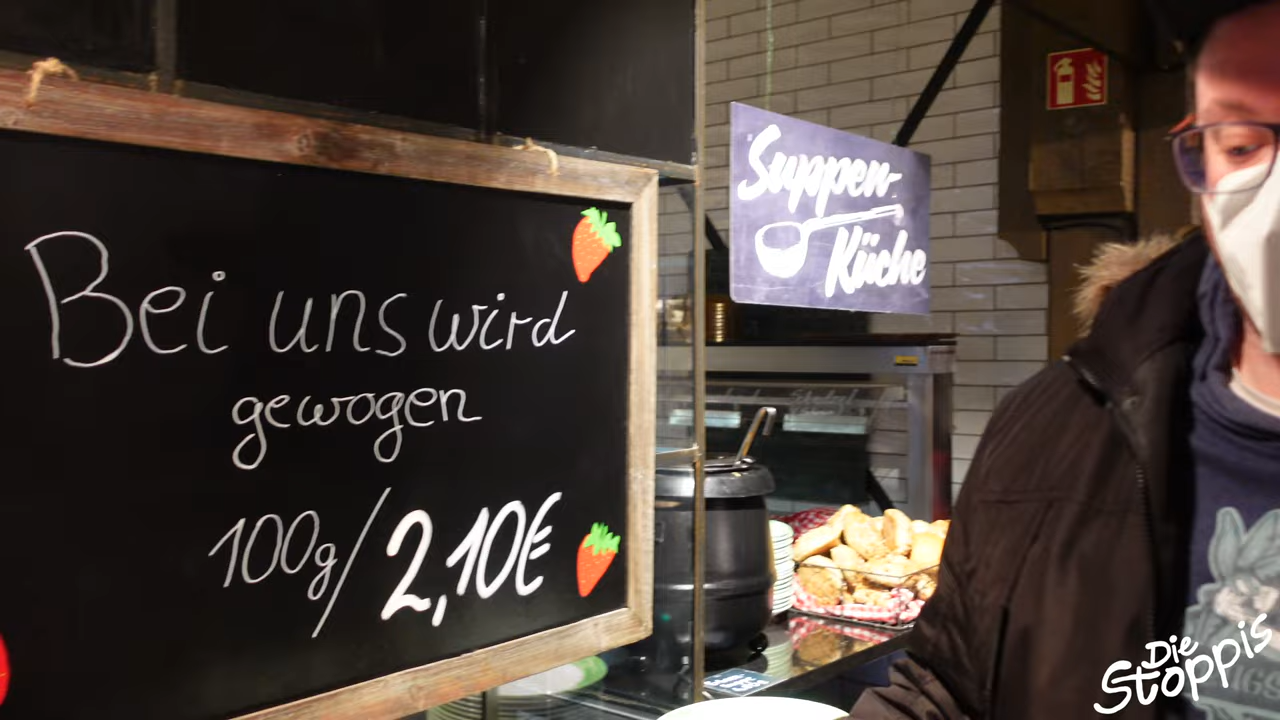 Bei uns wird
gewogen
100g/2,10€
Suppen-
Küche
Die
Stoppis